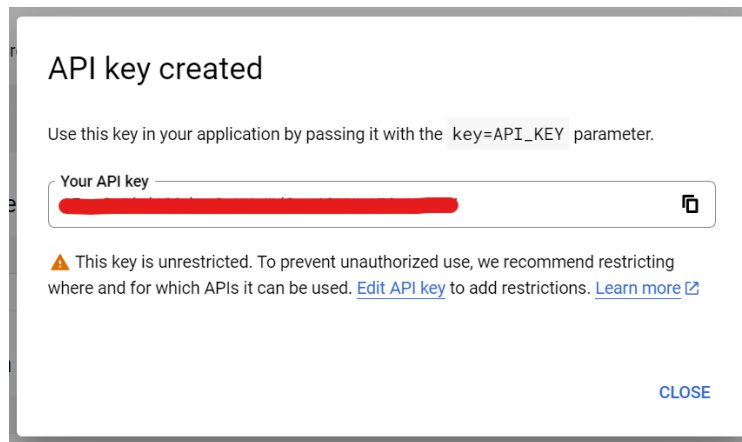 API key created
Use this key in your application by passing it with the key=API_KEY parameter.
Your API key
This key is unrestricted. To prevent unauthorized use, we recommend restricting
where and for which APIs it can be used. Edit API key to add restrictions. Learn more
CLOSE